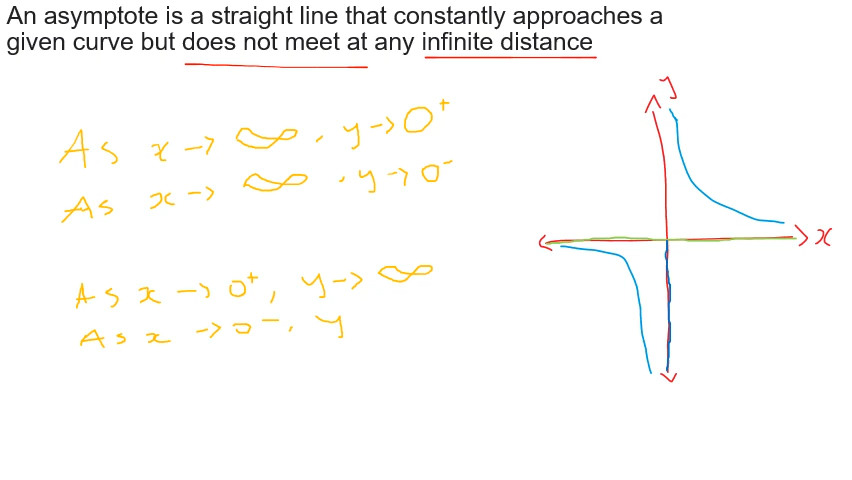 An asymptote is a straight line that constantly approaches a
given curve but does not meet at any infinite distance
As x -> ∞, y -> 0⁺
As x -> ∞, y -> 0⁻
As x -> 0⁺, y -> ∞
As x -> 0⁻, y
y
x